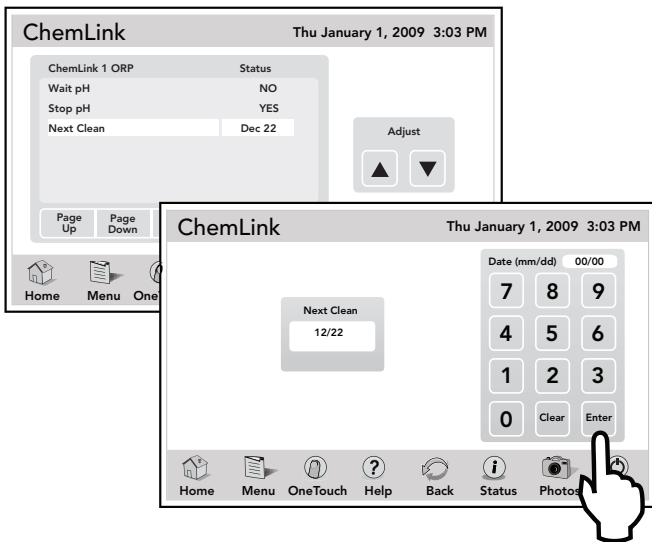 ChemLink Thu January 1, 2009 3:03 PM
ChemLink 1 ORP Status
Wait pH NO
Stop pH YES
Next Clean Dec 22
Adjust
Page Up Page Down
Home Menu One
ChemLink Thu January 1, 2009 3:03 PM
Date (mm/dd) 00/00
Next Clean
12/22
7 8 9
4 5 6
1 2 3
0 Clear Enter
Home Menu OneTouch Help Back Status Photos